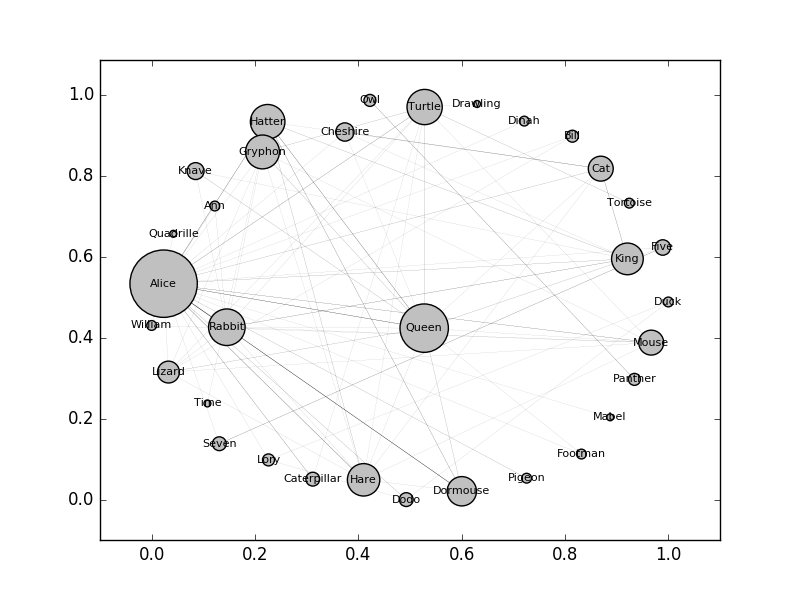 1.0
0.8
0.6
0.4
0.2
0.0
Owl
Drawling
Turtle
Hatter
Dinah
Cheshire
Bill
Gryphon
Knave
Cat
Ann
Tortoise
Quadrille
Five
King
Alice
Duck
William
Rabbit
Queen
Mouse
Lizard
Panther
Time
Mabel
Seven
Lory
Footman
Caterpillar
Hare
Pigeon
Dormouse
Dodo
0.0 0.2 0.4 0.6 0.8 1.0